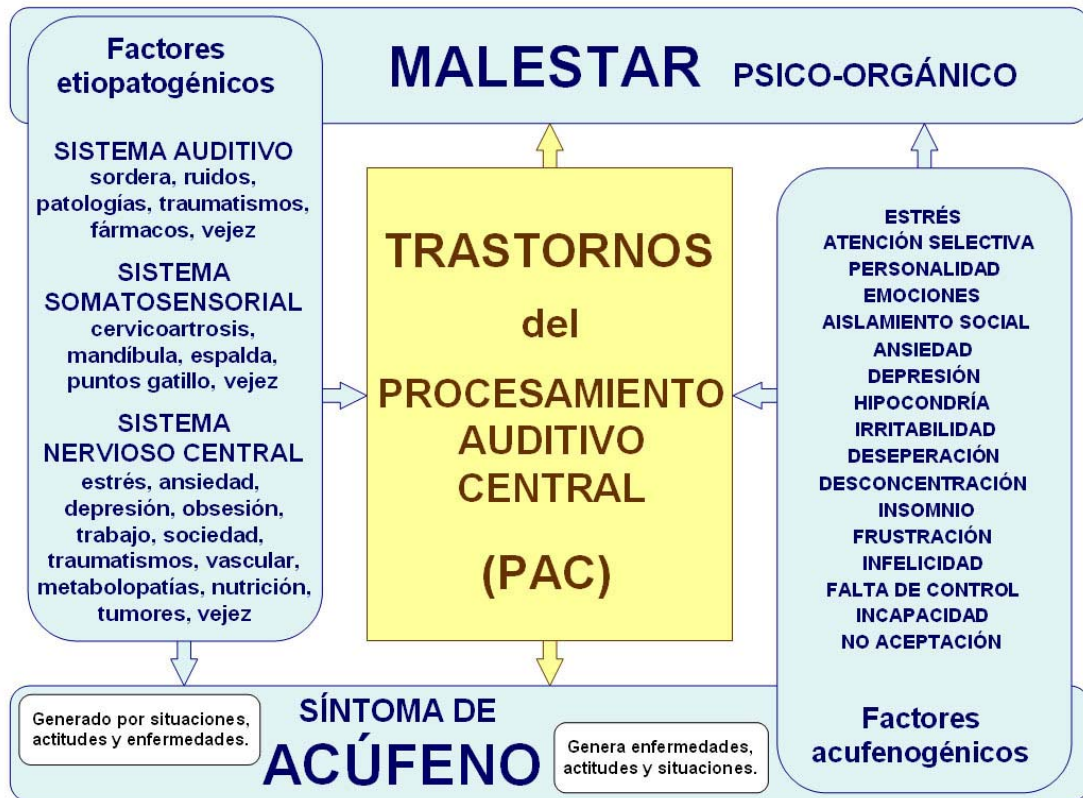 Factores
etiopatogénicos
SISTEMA AUDITIVO
sordera, ruidos,
patologías, traumatismos,
fármacos, vejez
SISTEMA
SOMATOSENSORIAL
cervicoartrosis,
mandíbula, espalda,
puntos gatillo, vejez
SISTEMA
NERVIOSO CENTRAL
estrés, ansiedad,
depresión, obsesión,
trabajo, sociedad,
traumatismos, vascular,
metabolopatías, nutrición,
tumores, vejez
MALESTAR PSICO-ORGÁNICO
TRASTORNOS
del
PROCESAMIENTO
AUDITIVO
CENTRAL
(PAC)
ESTRÉS
ATENCIÓN SELECTIVA
PERSONALIDAD
EMOCIONES
AISLAMIENTO SOCIAL
ANSIEDAD
DEPRESIÓN
HIPOCONDRÍA
IRRITABILIDAD
DESEPERACIÓN
DESCONCENTRACIÓN
INSOMNIO
FRUSTRACIÓN
INFELICIDAD
FALTA DE CONTROL
INCAPACIDAD
NO ACEPTACIÓN
Factores
acufenogénicos
Generado por situaciones,
actitudes y enfermedades.
SÍNTOMA DE
ACÚFENO
Genera enfermedades,
actitudes y situaciones.